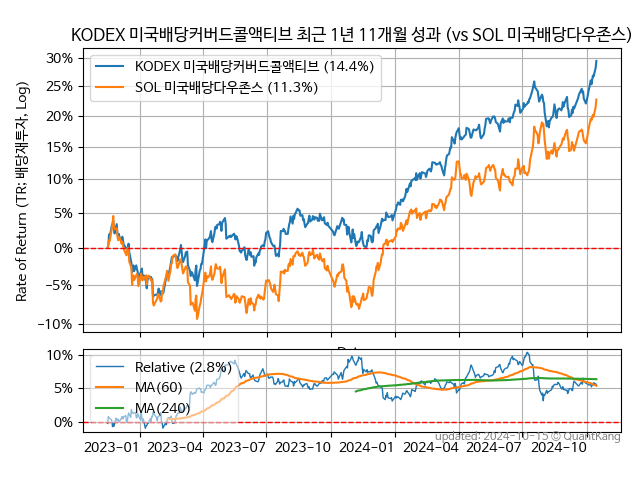 KODEX 미국배당커버드콜액티브 최근 1년 11개월 성과 (vs SOL 미국배당다우존스)
Rate of Return (TR: 배당재투자, Log)
30%
25%
20%
15%
10%
5%
0%
−5%
−10%
KODEX 미국배당커버드콜액티브 (14.4%)
SOL 미국배당다우존스 (11.3%)
10%
5%
0%
Relative (2.8%)
MA(60)
MA(240)
2023-01 2023-04 2023-07 2023-10 2024-01 2024-04 2024-07 2024-10
updated: 2024-10-15 © QuantKang